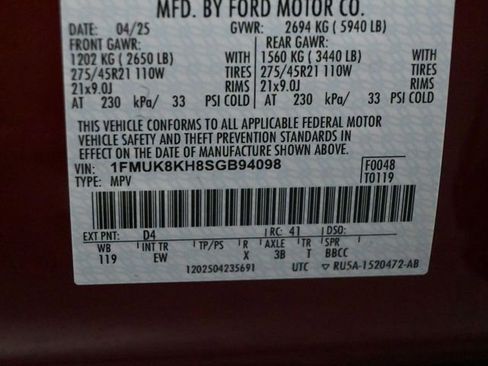 MFD. BY FORD MOTOR CO.
DATE: 04/25 GVWR: 2694 KG ( 5940 LB)
FRONT GAWR: REAR GAWR:
1202 KG ( 2650 LB) WITH 1560 KG ( 3440 LB) WITH
275/45R21 110W TIRES 275/45R21 110W TIRES
21x9.0J RIMS 21x9.0J RIMS
AT 230 kPa/ 33 PSI COLD AT 230 kPa/ 33 PSI COLD
THIS VEHICLE CONFORMS TO ALL APPLICABLE FEDERAL MOTOR
VEHICLE SAFETY AND THEFT PREVENTION STANDARDS IN
EFFECT ON THE DATE OF MANUFACTURE SHOWN ABOVE.
VIN: 1FMUK8KH8SGB94098 F0048
TYPE: MPV T0119
EXT PNT: D4 RC: 41 DSO:
WB INT TR TP/PS R AXLE TR SPR
119 EW X 3B T BBCC
1202504235691 UTC ▽ RU5A-1520472-AB